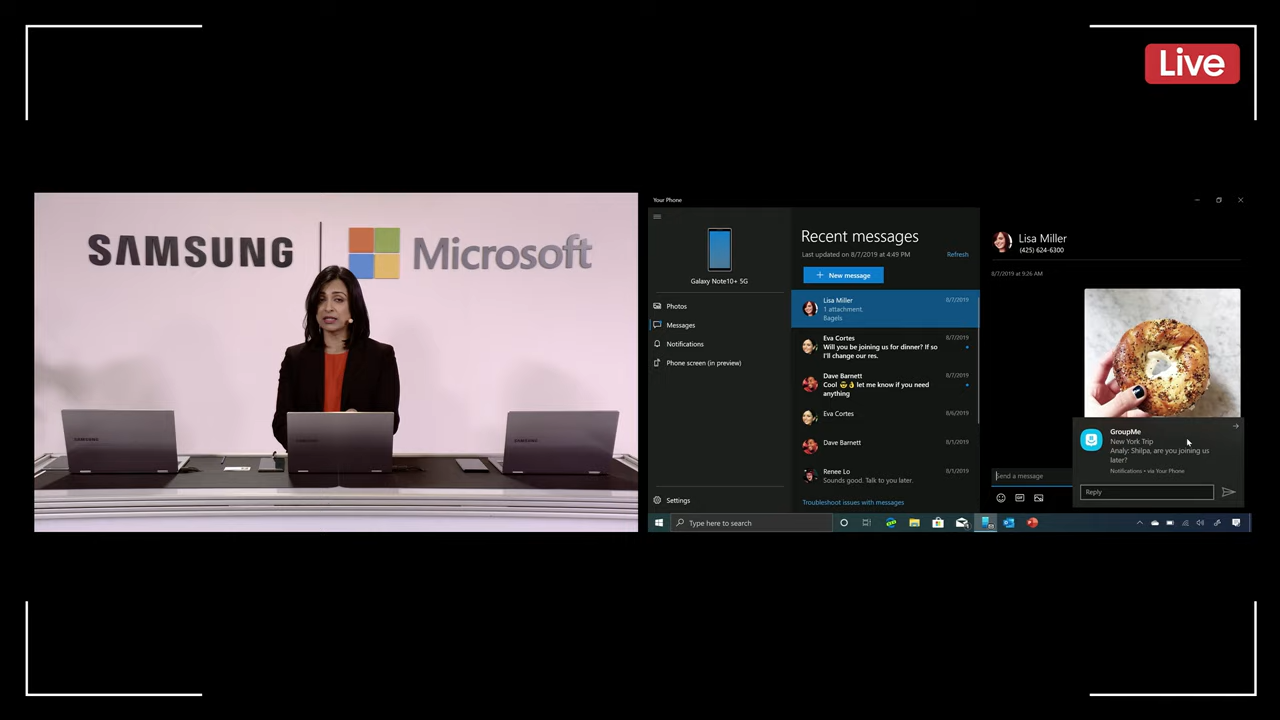 Live
SAMSUNG
Microsoft
SAMSUNG
SAMSUNG
SAMSUNG
Your Phone
Galaxy Note10+ 5G
Photos
Messages
Notifications
Phone screen (in preview)
Settings
Recent messages
Last updated on 8/7/2019 at 4:49 PM
Refresh
+ New message
Lisa Miller 8/7/2019
1 attachment.
Bagels
Eva Cortes 8/7/2019
Will you be joining us for dinner? If so
I'll change our res.
Dave Barnett 8/7/2019
Cool 😎👌 let me know if you need
anything
Eva Cortes 8/6/2019
Dave Barnett 8/1/2019
Renee Lo 8/1/2019
Sounds good. Talk to you later.
Troubleshoot issues with messages
Lisa Miller
(425) 624-6300
8/7/2019 at 9:26 AM
GroupMe
New York Trip
Analy: Shilpa, are you joining us
later?
Notifications • via Your Phone
Reply
Send a message
GIF
Type here to search